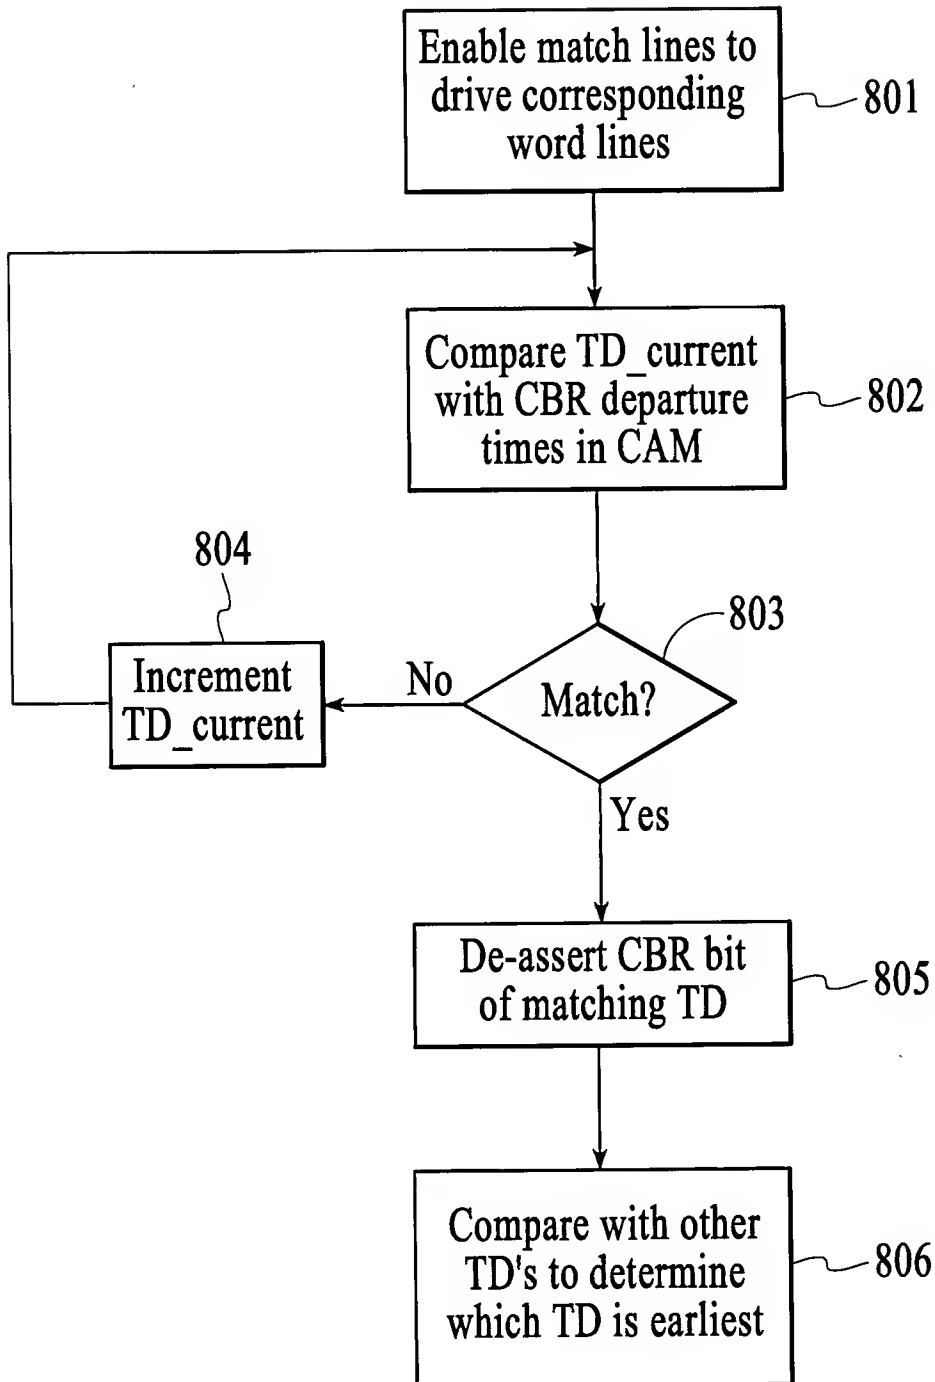 Enable match lines to
drive corresponding
word lines
801
Compare TD_current
with CBR departure
times in CAM
802
803
Match?
804
Increment
TD_current
No
Yes
De-assert CBR bit
of matching TD
805
Compare with other
TD's to determine
which TD is earliest
806